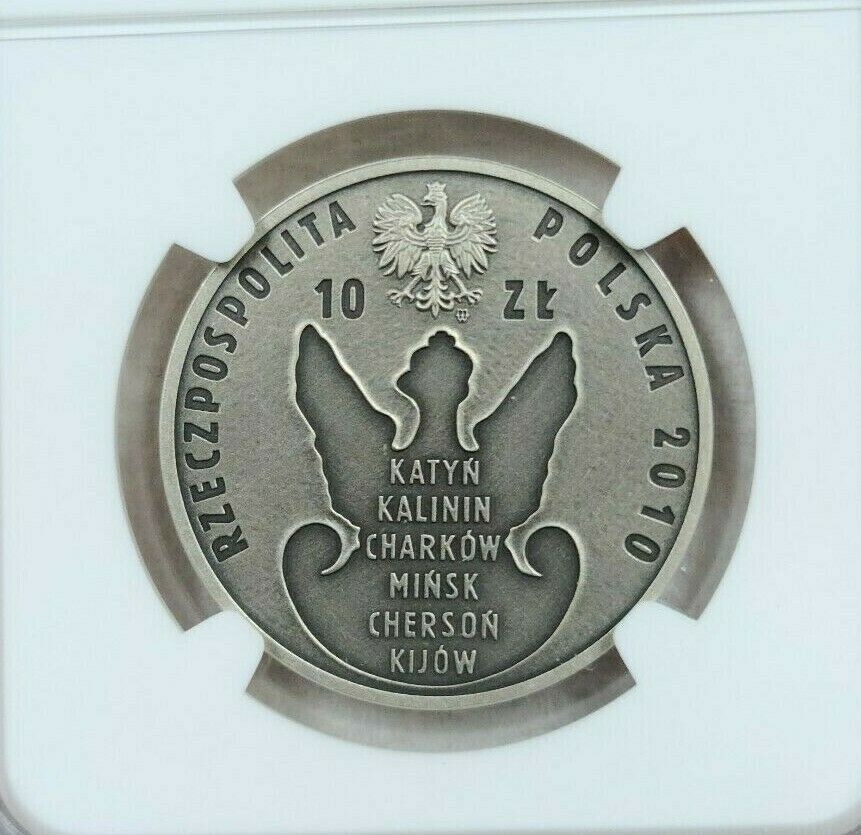 RZECZPOSPOLITA POLSKA 2010
10 ZŁ
KATYŃ
KALININ
CHARKÓW
MIŃSK
CHERSOŃ
KIJÓW